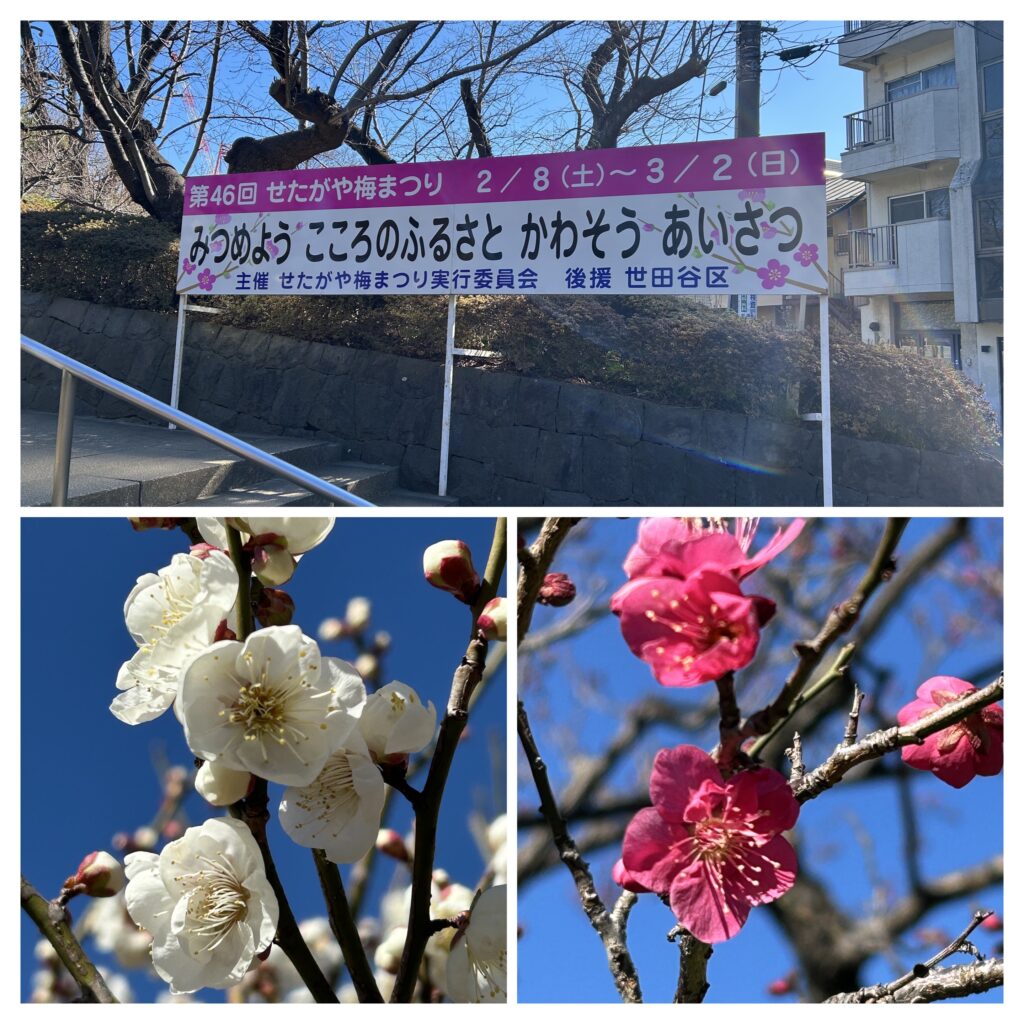 第46回 せたがや梅まつり 2/8(土)~3/2(日)
みつめよう こころのふるさと かわそう あいさつ
主催 せたがや梅まつり実行委員会 後援 世田谷区